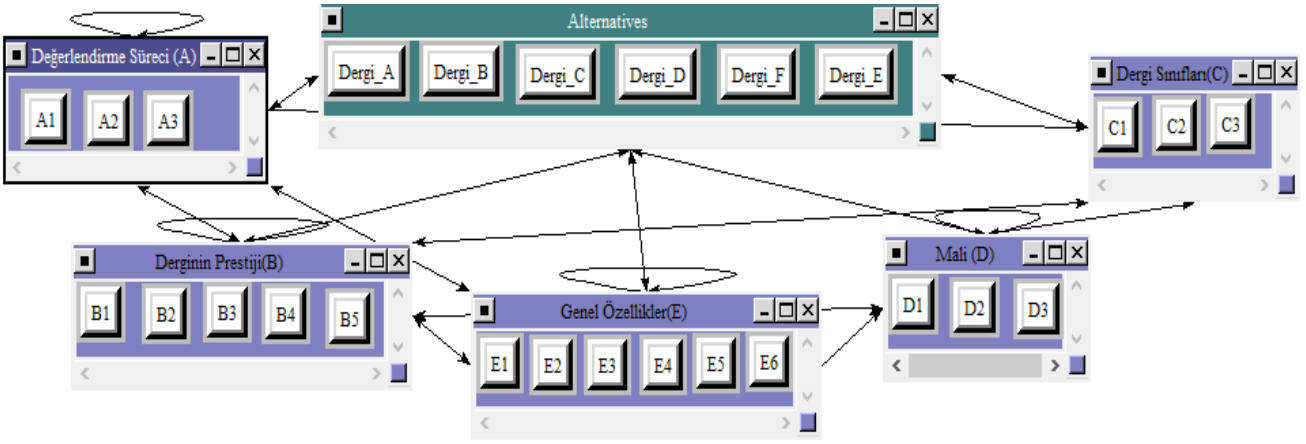 Alternatives
Dergi_A Dergi_B Dergi_C Dergi_D Dergi_F Dergi_E
Değerlendirme Süreci (A)
A1 A2 A3
Dergi Sınıfları(C)
C1 C2 C3
Derginin Prestiji(B)
B1 B2 B3 B4 B5
Genel Özellikler(E)
E1 E2 E3 E4 E5 E6
Mali (D)
D1 D2 D3